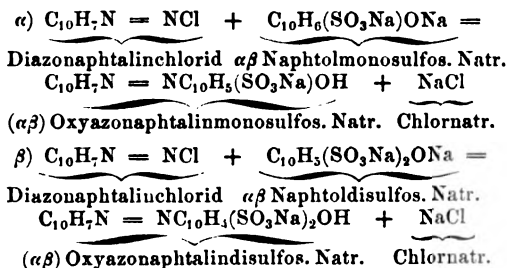 α) C₁₀H₇N = NCl + C₁₀H₆(SO₃Na)ONa =
Diazonaphtalinchlorid αβ Naphtolmonosulfos. Natr.
C₁₀H₇N = NC₁₀H₅(SO₃Na)OH + NaCl
(αβ) Oxyazonaphtalinmonosulfos. Natr. Chlornatr.
β) C₁₀H₇N = NCl + C₁₀H₅(SO₃Na)₂ONa =
Diazonaphtalinchlorid αβ Naphtoldisulfos. Natr.
C₁₀H₇N = NC₁₀H₄(SO₃Na)₂OH + NaCl
(αβ) Oxyazonaphtalindisulfos. Natr. Chlornatr.